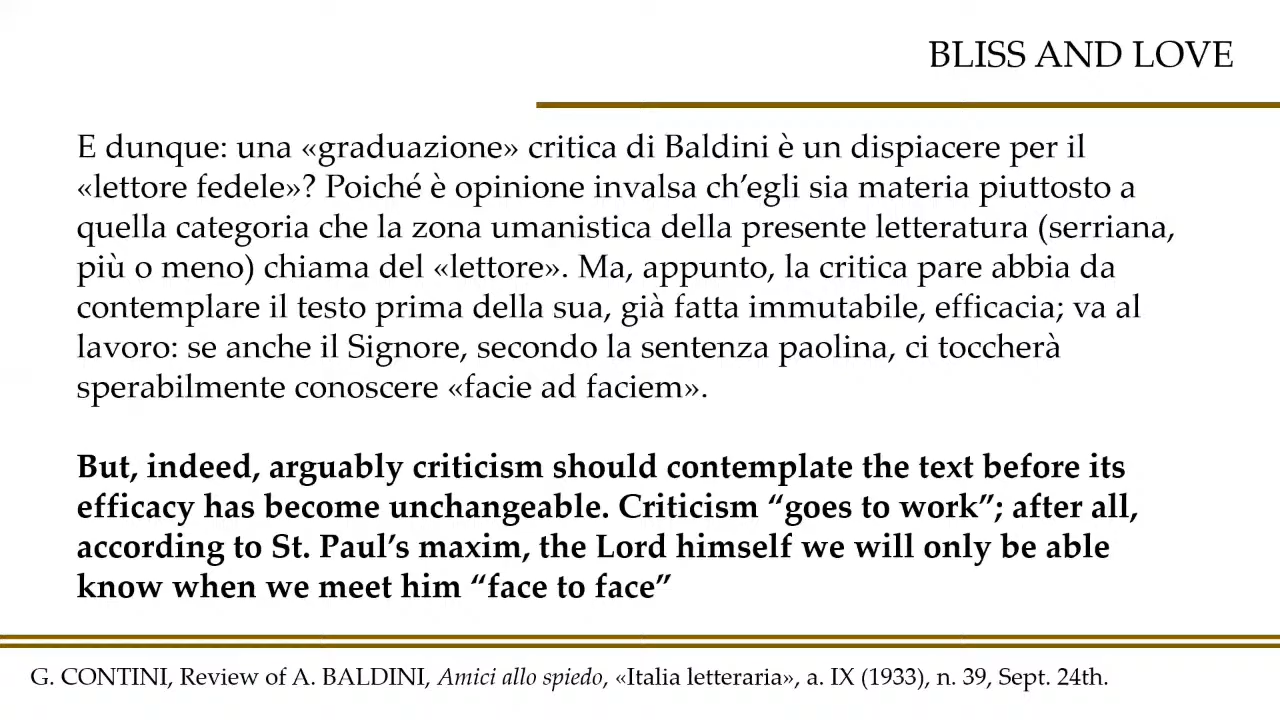 BLISS AND LOVE
E dunque: una «graduazione» critica di Baldini è un dispiacere per il
«lettore fedele»? Poiché è opinione invalsa ch’egli sia materia piuttosto a
quella categoria che la zona umanistica della presente letteratura (serriana,
più o meno) chiama del «lettore». Ma, appunto, la critica pare abbia da
contemplare il testo prima della sua, già fatta immutabile, efficacia; va al
lavoro: se anche il Signore, secondo la sentenza paolina, ci toccherà
sperabilmente conoscere «facie ad faciem».
But, indeed, arguably criticism should contemplate the text before its
efficacy has become unchangeable. Criticism “goes to work”; after all,
according to St. Paul’s maxim, the Lord himself we will only be able
know when we meet him “face to face”
G. CONTINI, Review of A. BALDINI, Amici allo spiedo, «Italia letteraria», a. IX (1933), n. 39, Sept. 24th.